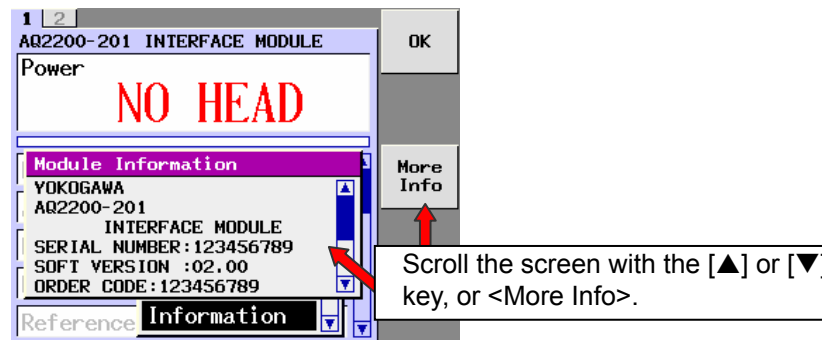 1 2
AQ2200-201 INTERFACE MODULE
OK
Power
NO HEAD
Module Information
YOKOGAWA
AQ2200-201
INTERFACE MODULE
SERIAL NUMBER:123456789
SOFT VERSION :02.00
ORDER CODE:123456789
More
Info
Scroll the screen with the [▲] or [▼]
key, or <More Info>.
Reference
Information